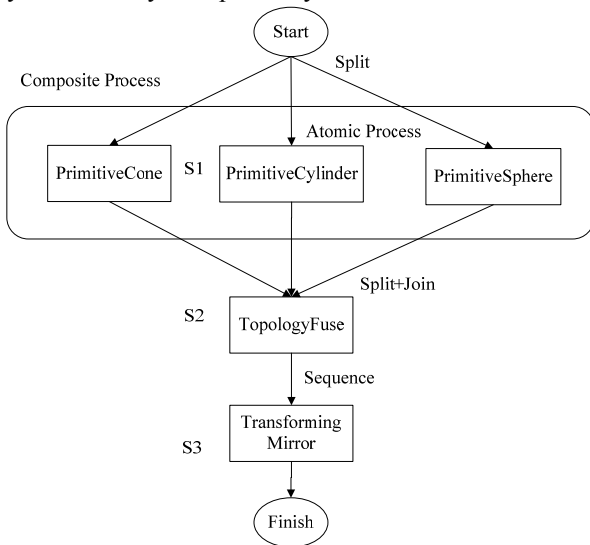 Start
Split
Composite Process
Atomic Process
PrimitiveCone
S1
PrimitiveCylinder
PrimitiveSphere
Split+Join
S2
TopologyFuse
Sequence
Transforming
Mirror
S3
Finish